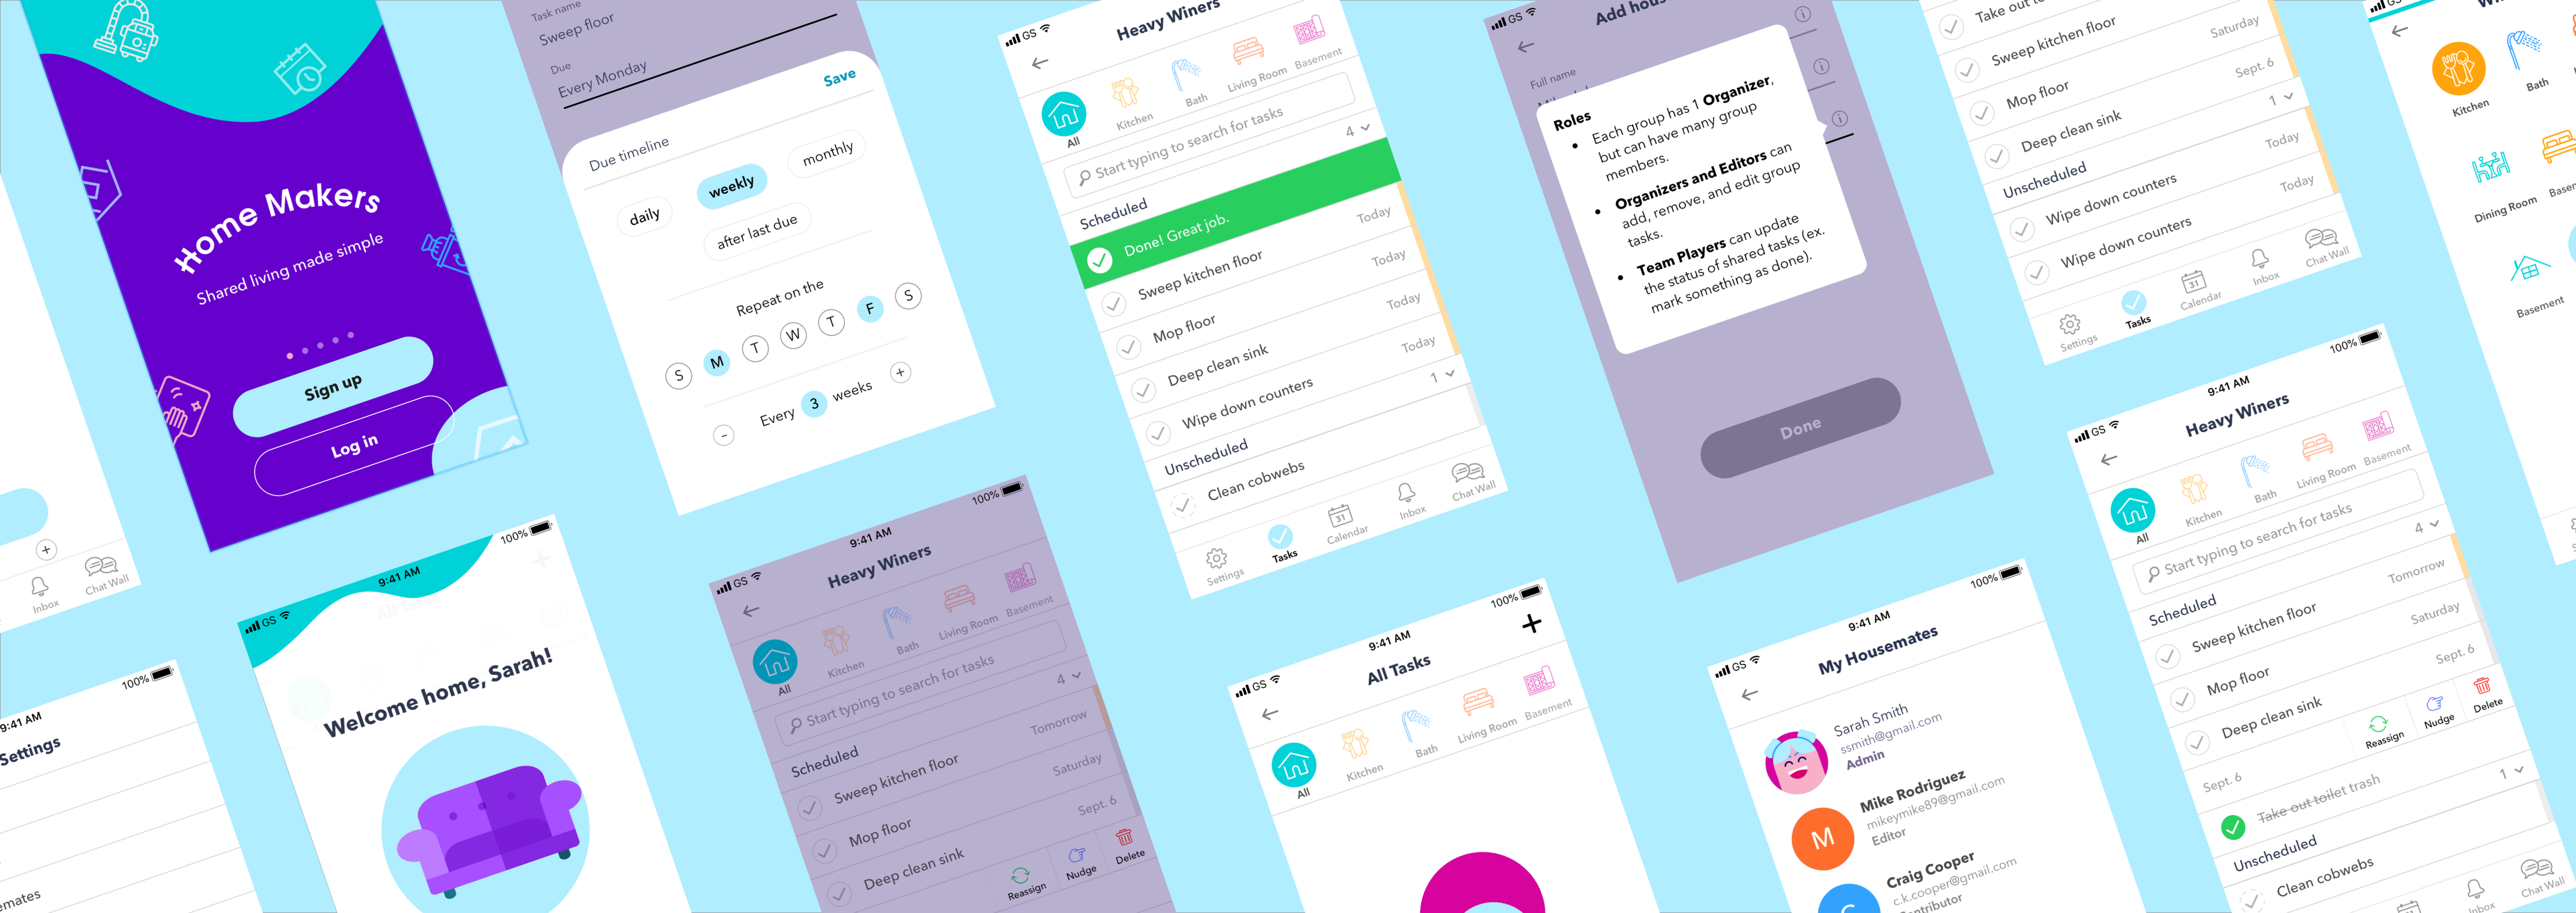 Home Makers
Shared living made simple
Sign up
Log in
Inbox
Chat Wall
100%
9:41 AM
Settings
GS
9:41 AM
100%
Welcome home, Sarah!
Task name
Sweep floor
Due
Every Monday
Save
Due timeline
daily
weekly
monthly
after last due
Repeat on the
S M T W T F S
- Every 3 weeks +
GS
9:41 AM
100%
Heavy Winers
All
Kitchen
Bath
Living Room
Basement
Start typing to search for tasks
Scheduled
4
Sweep kitchen floor
Tomorrow
Mop floor
Saturday
Deep clean sink
Sept. 6
Reassign
Nudge
Delete
GS
Heavy Winers
All
Kitchen
Bath
Living Room
Basement
Start typing to search for tasks
Scheduled
4
Done! Great job.
Sweep kitchen floor
Today
Mop floor
Today
Deep clean sink
Today
Wipe down counters
Today
Unscheduled
1
Clean cobwebs
Settings
Tasks
31
Calendar
Inbox
Chat Wall
GS
9:41 AM
100%
All Tasks
+
All
Kitchen
Bath
Living Room
Basement
GS
Full name
Roles
• Each group has 1 Organizer,
but can have many group
members.
• Organizers and Editors can
add, remove, and edit group
tasks.
• Team Players can update
the status of shared tasks (ex.
mark something as done).
Done
GS
9:41 AM
100%
My Housemates
Sarah Smith
ssmith@gmail.com
Admin
M
Mike Rodriguez
mikeymike89@gmail.com
Editor
Craig Cooper
c.k.cooper@gmail.com
Take out
Sweep kitchen floor
Saturday
Mop floor
Sept. 6
Deep clean sink
1
Unscheduled
Wipe down counters
Today
Wipe down counters
Today
Settings
Tasks
31
Calendar
Inbox
Chat Wall
GS
9:41 AM
100%
Heavy Winers
All
Kitchen
Bath
Living Room
Basement
Start typing to search for tasks
Scheduled
4
Sweep kitchen floor
Tomorrow
Mop floor
Saturday
Deep clean sink
Sept. 6
Reassign
Nudge
Delete
Sept. 6
Take out toilet trash
Unscheduled
1
Clean cobwebs
Inbox
Chat Wall
GS
Kitchen
Bath
Dining Room
Basement